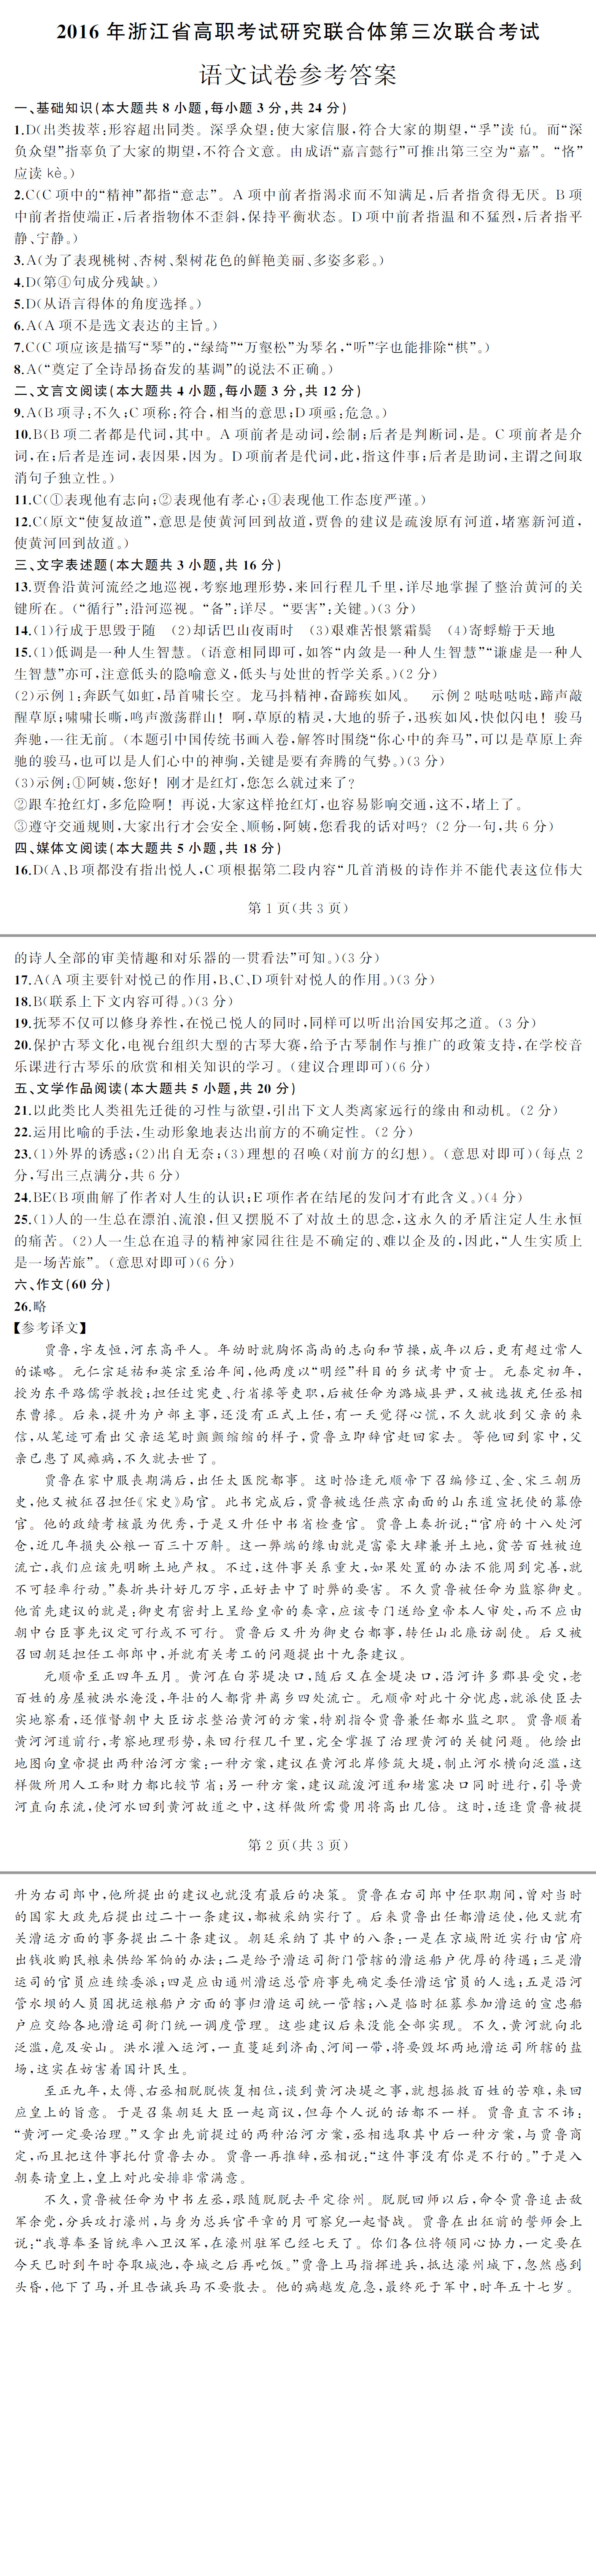 2016 年浙江省高职考试研究联合体第三次联合考试
语文试卷参考答案
一、基础知识(本大题共 8 小题,每小题 3 分,共 24 分)
1.D(出类拔萃:形容超出同类。深孚众望:使大家信服,符合大家的期望,“孚”读 fú。而“深
负众望”指辜负了大家的期望,不符合文意。由成语“嘉言懿行”可推出第三空为“嘉”。“恪”
应读 kè。)
2.C(C 项中的“精神”都指“意志”。A 项中前者指渴求而不知满足,后者指贪得无厌。B 项
中前者指使端正,后者指物体不歪斜,保持平衡状态。D 项中前者指温和不猛烈,后者指平
静、宁静。)
3.A(为了表现桃树、杏树、梨树花色的鲜艳美丽、多姿多彩。)
4.D(第④句成分残缺。)
5.D(从语言得体的角度选择。)
6.A(A 项不是选文表达的主旨。)
7.C(C 项应该是描写“琴”的,“绿绮”“万壑松”为琴名,“听”字也能排除“棋”。)
8.A(“奠定了全诗昂扬奋发的基调”的说法不正确。)
二、文言文阅读(本大题共 4 小题,每小题 3 分,共 12 分)
9.A(B 项寻:不久;C 项称:符合,相当的意思;D 项亟:危急。)
10.B(B 项二者都是代词,其中。A 项前者是动词,绘制;后者是判断词,是。C 项前者是介
词,在;后者是连词,表因果,因为。D 项前者是代词,此,指这件事;后者是助词,主谓之间取
消句子独立性。)
11.C(①表现他有志向;②表现他有孝心;④表现他工作态度严谨。)
12.C(原文“使复故道”,意思是使黄河回到故道,贾鲁的建议是疏浚原有河道,堵塞新河道,
使黄河回到故道。)
三、文字表述题(本大题共 3 小题,共 16 分)
13.贾鲁沿黄河流经之地巡视,考察地理形势,来回行程几千里,详尽地掌握了整治黄河的关
键所在。(“循行”:沿河巡视。“备”:详尽。“要害”:关键。)(3 分)
14.(1)行成于思毁于随 (2)却话巴山夜雨时 (3)艰难苦恨繁霜鬓 (4)寄蜉蝣于天地
15.(1)低调是一种人生智慧。(语意相同即可,如答“内敛是一种人生智慧”“谦虚是一种人
生智慧”亦可,注意低头的隐喻意义,低头与处世的哲学关系。)(2 分)
(2)示例 1:奔跃气如虹,昂首啸长空。龙马抖精神,奋蹄疾如风。 示例 2 哒哒哒哒,蹄声敲
醒草原;啸啸长嘶,鸣声激荡群山!啊,草原的精灵,大地的骄子,迅疾如风,快似闪电!骏马
奔驰,一往无前。(本题引中国传统书画入卷,解答时围绕“你心中的奔马”,可以是草原上奔
驰的骏马,也可以是人们心中的神驹,关键是要有奔腾的气势。)(3 分)
(3)示例:①阿姨,您好!刚才是红灯,您怎么就过来了?
②跟车抢红灯,多危险啊!再说,大家这样抢红灯,也容易影响交通,这不,堵上了。
③遵守交通规则,大家出行才会安全、顺畅,阿姨,您看我的话对吗?(2 分一句,共 6 分)
四、媒体文阅读(本大题共 5 小题,共 18 分)
16.D(A、B 项都没有指出悦人,C 项根据第二段内容“几首消极的诗作并不能代表这位伟大
第 1 页(共 3 页)
的诗人全部的审美情趣和对乐器的一贯看法”可知。)(3 分)
17.A(A 项主要针对悦己的作用,B、C、D 项针对悦人的作用。)(3 分)
18.B(联系上下文内容可得。)(3 分)
19.抚琴不仅可以修身养性,在悦己悦人的同时,同样可以听出治国安邦之道。(3 分)
20.保护古琴文化,电视台组织大型的古琴大赛,给予古琴制作与推广的政策支持,在学校音
乐课进行古琴乐的欣赏和相关知识的学习。(建议合理即可)(6 分)
五、文学作品阅读(本大题共 5 小题,共 20 分)
21.以此类比人类祖先迁徙的习性与欲望,引出下文人类离家远行的缘由和动机。(2 分)
22.运用比喻的手法,生动形象地表达出前方的不确定性。(2 分)
23.(1)外界的诱惑;(2)出自无奈;(3)理想的召唤(对前方的幻想)。(意思对即可)(每点 2
分,写出三点满分,共 6 分)
24.BE(B 项曲解了作者对人生的认识;E 项作者在结尾的发问才有此含义。)(4 分)
25.(1)人的一生总在漂泊、流浪,但又摆脱不了对故土的思念,这永久的矛盾注定人生永恒
的痛苦。(2)人一生总在追寻的精神家园往往是不确定的、难以企及的,因此,“人生实质上
是一场苦旅”。(意思对即可)(6 分)
六、作文(60 分)
26.略
【参考译文】
贾鲁,字友恒,河东高平人。年幼时就胸怀高尚的志向和节操,成年以后,更有超过常人
的谋略。元仁宗延祐和英宗至治年间,他两度以“明经”科目的乡试考中贡士。元泰定初年,
授为东平路儒学教授;担任过宪吏、行省掾等吏职,后被任命为潞城县尹,又被选拔充任丞相
东曹掾。后来,提升为户部主事,还没有正式上任,有一天觉得心慌,不久就收到父亲的来
信,从笔迹可看出父亲运笔时颤颤缩缩的样子,贾鲁立即辞官赶回家去。等他回到家中,父
亲已患了风瘫病,不久就去世了。
贾鲁在家中服丧期满后,出任太医院都事。这时恰逢元顺帝下召编修辽、金、宋三朝历
史,他又被征召担任《宋史》局官。此书完成后,贾鲁被选任燕京南面的山东道宣抚使的幕僚
官。他的政绩考核最为优秀,于是又升任中书省检查官。贾鲁上奏折说:“官府的十八处河
仓,近几年损失公粮一百三十万斛。这一弊端的缘由就是富豪大肆兼并土地,贫苦百姓被迫
流亡,我们应该先明晰土地产权。不过,这件事关系重大,如果处置的办法不能周到完善,就
不可轻率行动。”奏折共计好几万字,正好击中了时弊的要害。不久贾鲁被任命为监察御史。
他首先建议的就是:御史有密封上呈给皇帝的奏章,应该专门送给皇帝本人审处,而不应由
朝中台臣事先议定可行或不可行。贾鲁后又升为御史台都事,转任山北廉访副使。后又被
召回朝廷担任工部郎中,并就有关考工的问题提出十九条建议。
元顺帝至正四年五月。黄河在白茅堤决口,随后又在金堤决口,沿河许多郡县受灾,老
百姓的房屋被洪水淹没,年壮的人都背井离乡四处流亡。元顺帝对此十分忧虑,就派使臣去
实地察看,还催督朝中大臣访求整治黄河的方案,特别指令贾鲁兼任都水监之职。贾鲁顺着
黄河河道前行,考察地理形势,来回行程几千里,完全掌握了治理黄河的关键问题。他绘出
地图向皇帝提出两种治河方案:一种方案,建议在黄河北岸修筑大堤,制止河水横向泛滥,这
样做所用人工和财力都比较节省;另一种方案,建议疏浚河道和堵塞决口同时进行,引导黄
河直向东流,使河水回到黄河故道之中,这样做所需费用将高出几倍。这时,适逢贾鲁被提
第 2 页(共 3 页)
升为右司郎中,他所提出的建议也就没有最后的决策。贾鲁在右司郎中任职期间,曾对当时
的国家大政先后提出过二十一条建议,都被采纳实行了。后来贾鲁出任都漕运使,他又就有
关漕运方面的事务提出二十条建议。朝廷采纳了其中的八条:一是在京城附近实行由官府
出钱收购民粮来供给军饷的办法;二是给予漕运司衙门管辖的漕运船户优厚的待遇;三是漕
运司的官员应连续委派;四是应由通州漕运总管府事先确定委任漕运官员的人选;五是沿河
管水坝的人员困扰运粮船户方面的事归漕运司统一管辖;八是临时征募参加漕运的宣忠船
户应交给各地漕运司衙门统一调度管理。这些建议后来没能全部实现。不久,黄河就向北
泛滥,危及安山。洪水灌入运河,一直蔓延到济南、河间一带,将要毁坏两地漕运司所辖的盐
场,这实在妨害着国计民生。
至正九年,太傅、右丞相脱脱恢复相位,谈到黄河决堤之事,就想拯救百姓的苦难,来回
应皇上的旨意。于是召集朝廷大臣一起商议,但每个人说的话都不一样。贾鲁直言不讳:
“黄河一定要治理。”又拿出先前提过的两种治河方案,丞相选取其中后一种方案,与贾鲁商
定,而且把这件事托付贾鲁去办。贾鲁一再推辞,丞相说:“这件事没有你是不行的。”于是入
朝奏请皇上,皇上对此安排非常满意。
不久,贾鲁被任命为中书左丞,跟随脱脱去平定徐州。脱脱回师以后,命令贾鲁追击敌
军余党,分兵攻打濠州,与身为总兵官平章的月可察兒一起督战。贾鲁在出征前的誓师会上
说:“我尊奉圣旨统率八卫汉军,在濠州驻军已经七天了。你们各位将领同心协力,一定要在
今天巳时到午时夺取城池,夺城之后再吃饭。”贾鲁上马指挥进兵,抵达濠州城下,忽然感到
头昏,他下了马,并且告诫兵马不要散去。他的病越发危急,最终死于军中,时年五十七岁。
第 3 页(共 3 页)